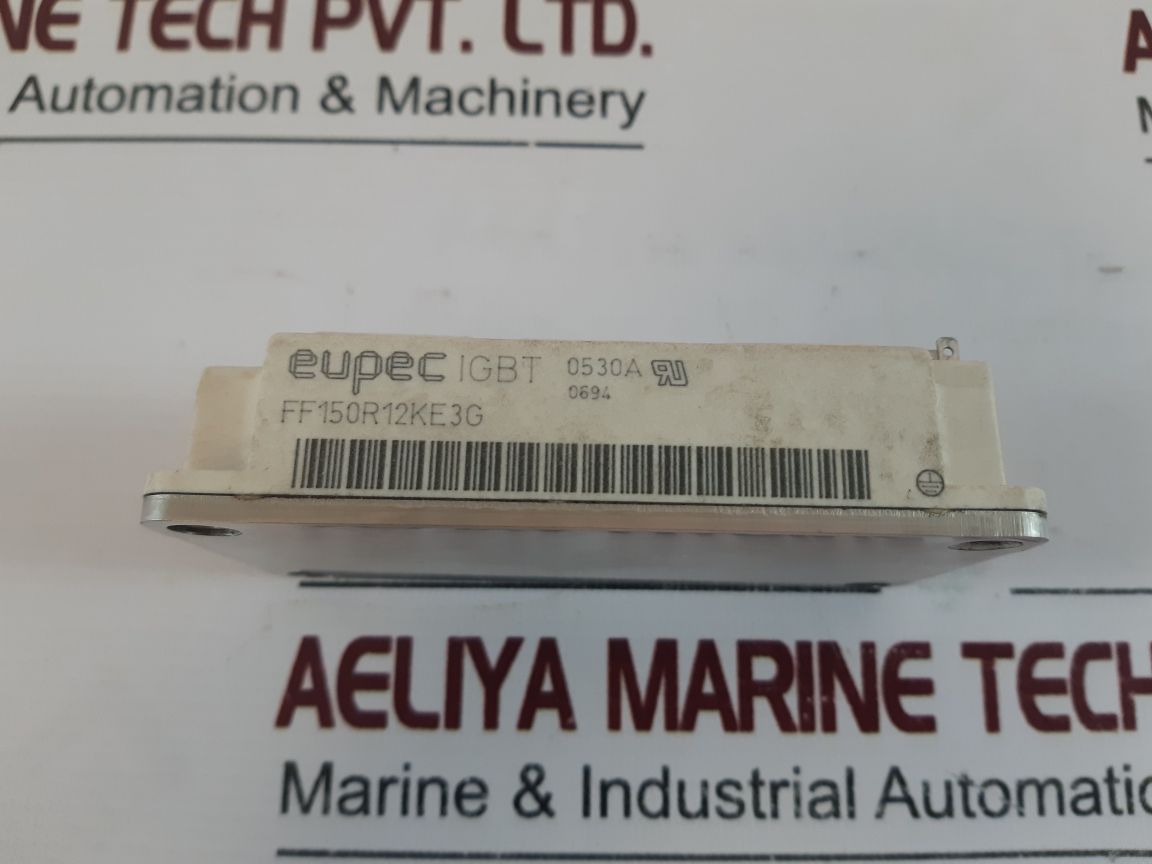 NE TECH PVT. LTD.
Automation & Machinery
eupec IGBT 0530A
0694
FF150R12KE3G
AELIYA MARINE TECH
Marine & Industrial Automatic